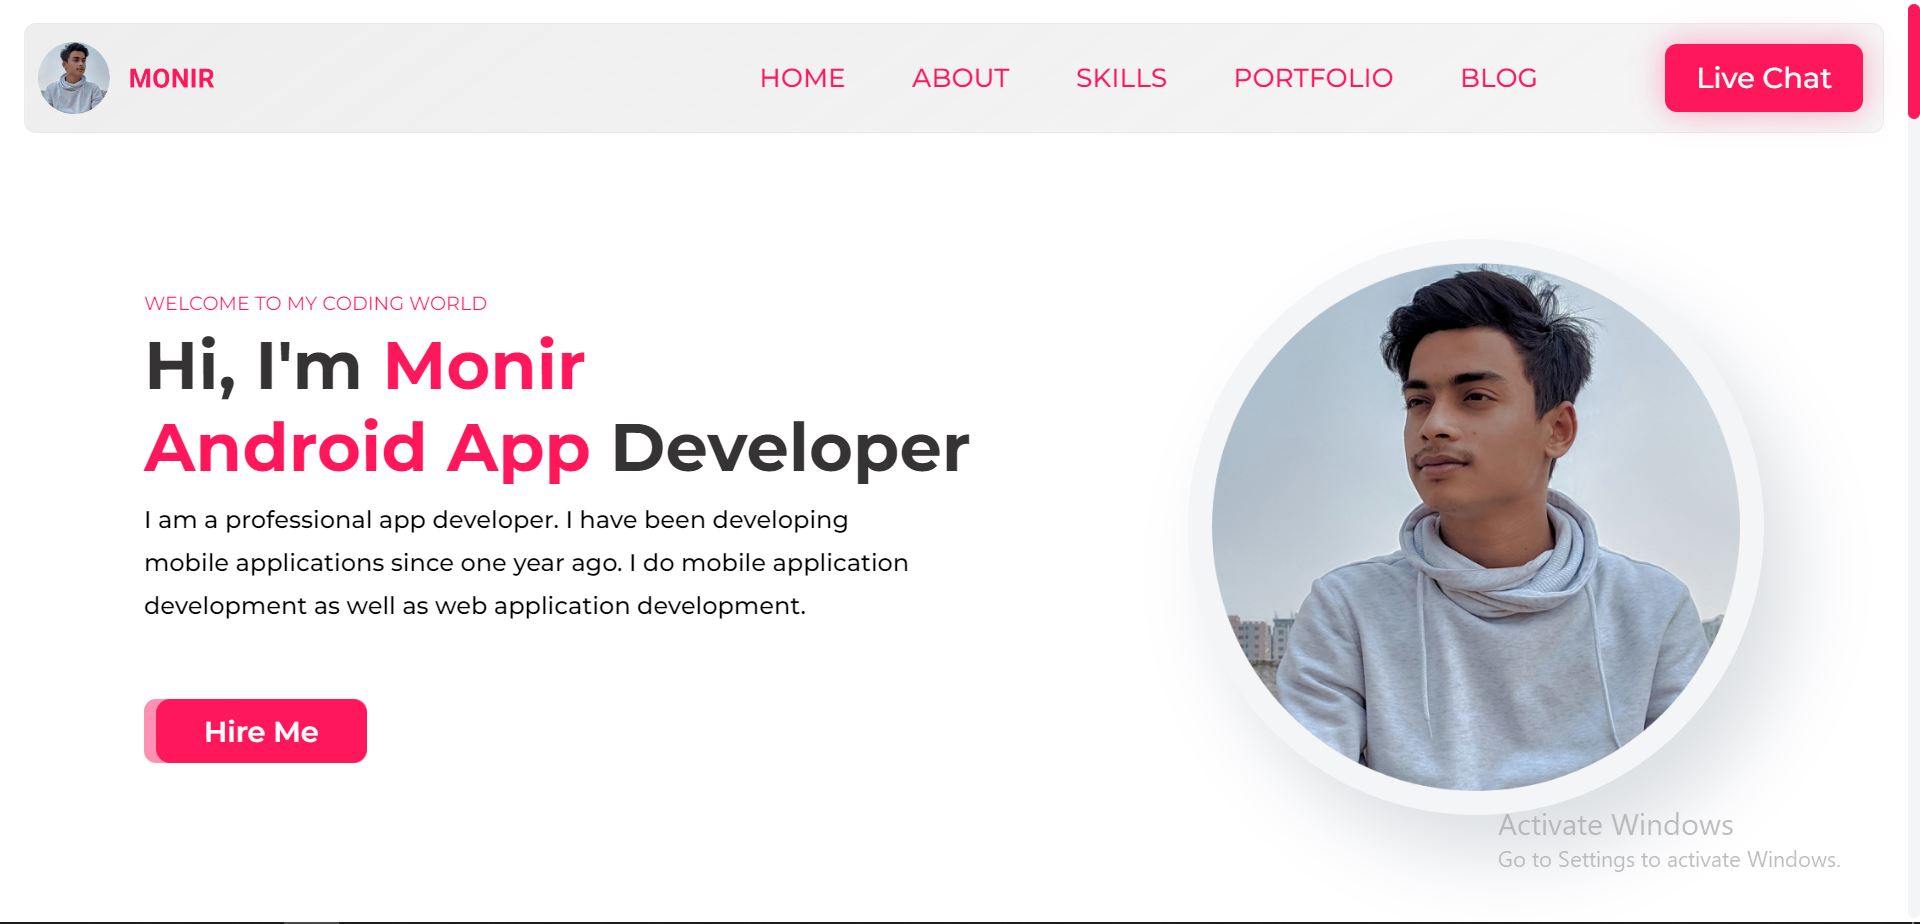 MONIR
HOME
ABOUT
SKILLS
PORTFOLIO
BLOG
Live Chat
WELCOME TO MY CODING WORLD
Hi, I'm Monir
Android App Developer
I am a professional app developer. I have been developing
mobile applications since one year ago. I do mobile application
development as well as web application development.
Hire Me
Activate Windows
Go to Settings to activate Windows.